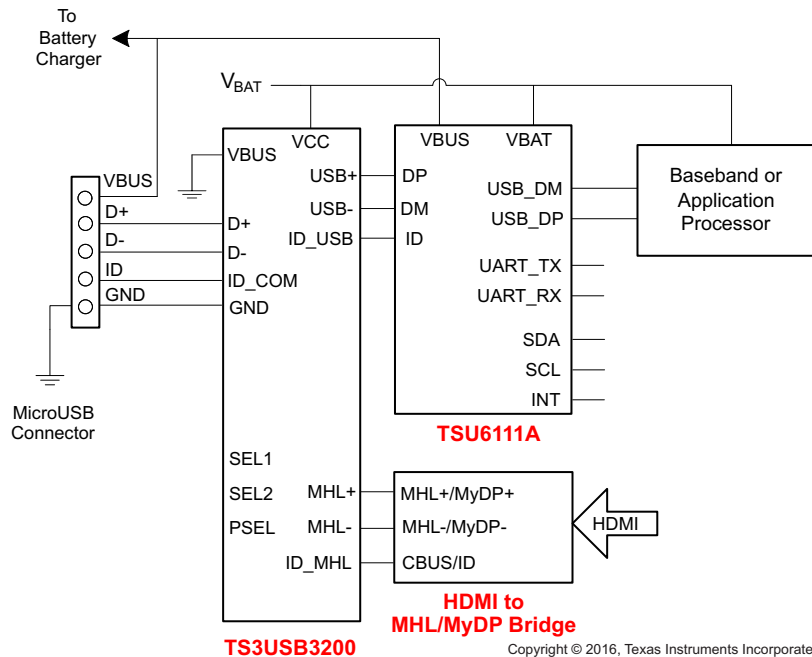 To
Battery
Charger
V_BAT
VCC
VBUS
VBUS
VBAT
VBUS
D+
D-
ID
GND
D+
D-
ID_COM
GND
USB+
USB-
ID_USB
DP
DM
ID
USB_DM
USB_DP
UART_TX
UART_RX
SDA
SCL
INT
Baseband or
Application
Processor
MicroUSB
Connector
TSU6111A
SEL1
SEL2
PSEL
MHL+
MHL-
ID_MHL
MHL+/MyDP+
MHL-/MyDP-
CBUS/ID
HDMI
HDMI to
MHL/MyDP Bridge
TS3USB3200
Copyright © 2016, Texas Instruments Incorporate